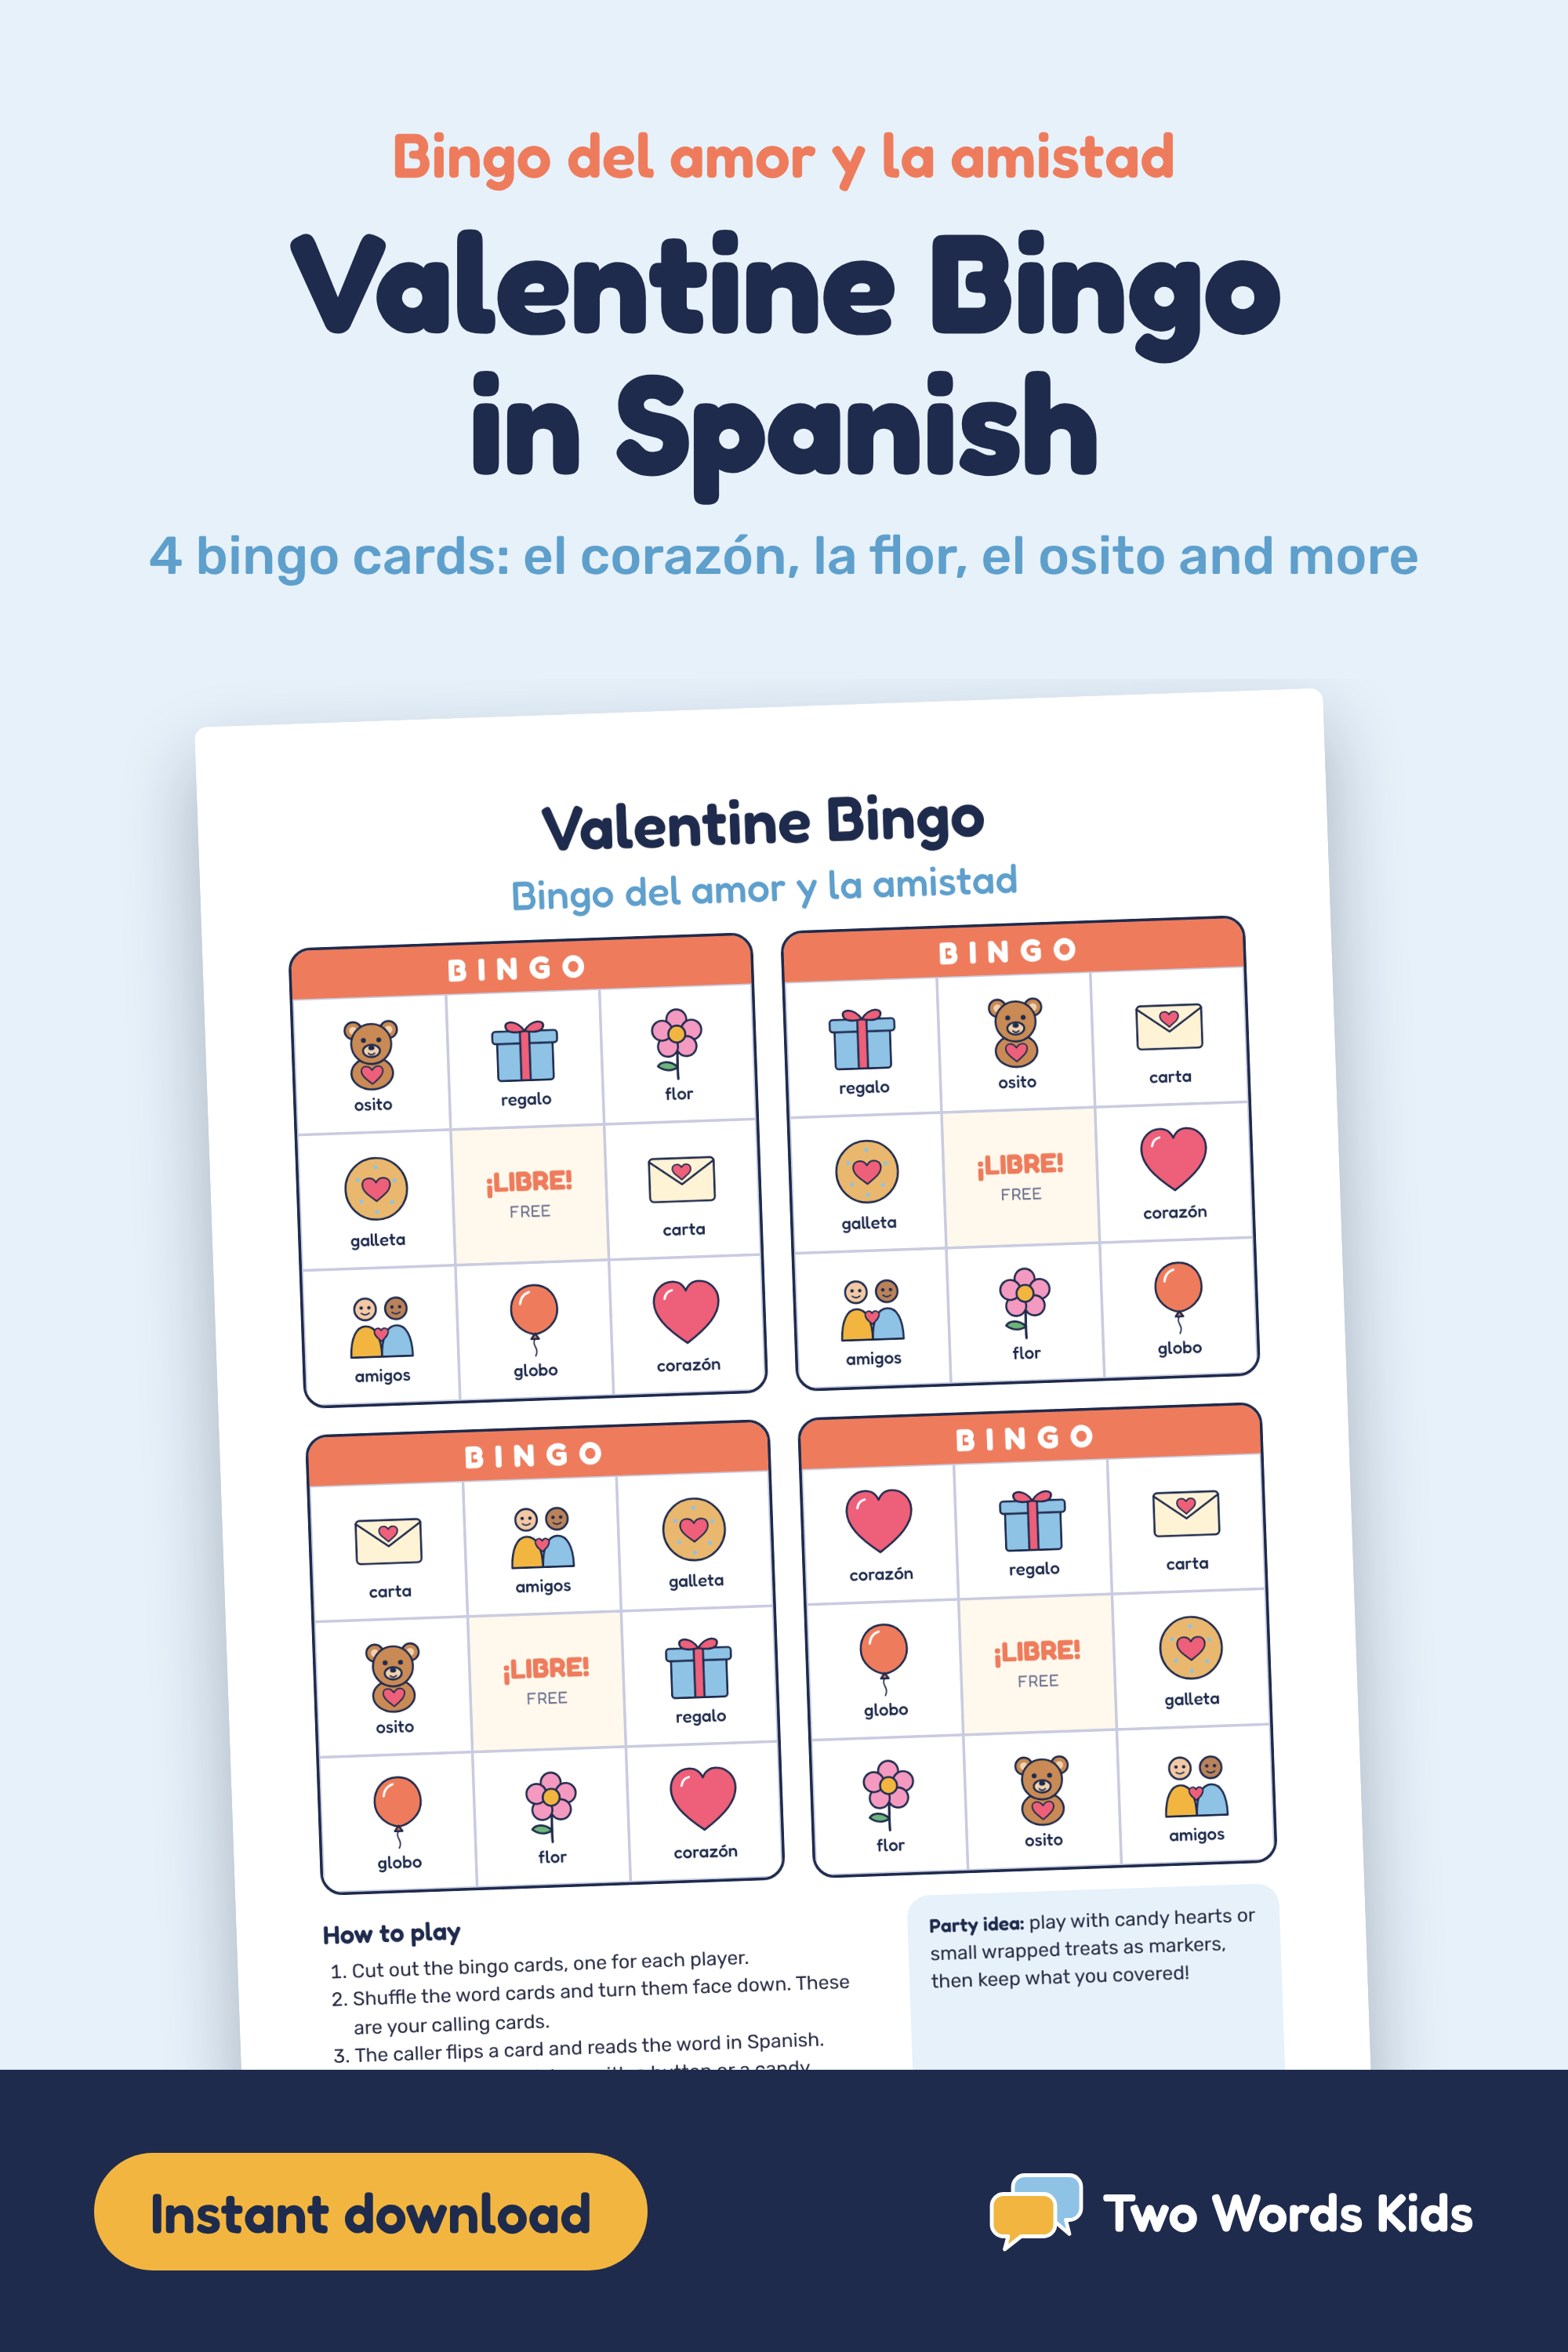 Bingo del amor y la amistad
Valentine Bingo
in Spanish
4 bingo cards: el corazón, la flor, el osito and more
Valentine Bingo
Bingo del amor y la amistad
BINGO
osito
regalo
flor
galleta
¡LIBRE!
FREE
carta
amigos
globo
corazón
BINGO
regalo
osito
carta
galleta
¡LIBRE!
FREE
corazón
amigos
flor
globo
BINGO
carta
amigos
galleta
osito
¡LIBRE!
FREE
regalo
globo
flor
corazón
BINGO
corazón
regalo
carta
globo
¡LIBRE!
FREE
galleta
flor
osito
amigos
How to play
1. Cut out the bingo cards, one for each player.
2. Shuffle the word cards and turn them face down. These
are your calling cards.
3. The caller flips a card and reads the word in Spanish.
button or a candy
Party idea: play with candy hearts or
small wrapped treats as markers,
then keep what you covered!
Instant download
Two Words Kids